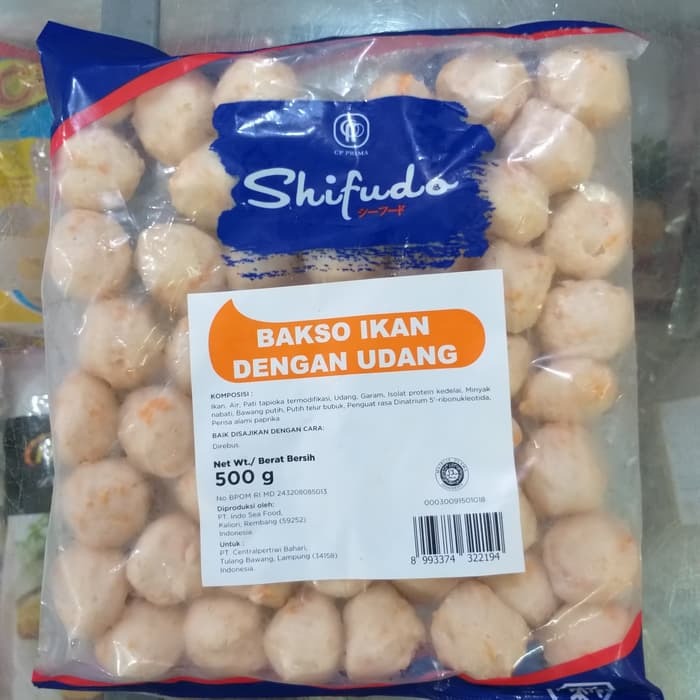 CP PRIMA
Shifudo
シーフード
BAKSO IKAN
DENGAN UDANG
KOMPOSISI :
Ikan, Air, Pati tapioka termodifikasi, Udang, Garam, Isolat protein kedelai, Minyak
nabati, Bawang putih, Putih telur bubuk, Penguat rasa Dinatrium 5'-ribonukleotida,
Perisa alami paprika.
BAIK DISAJIKAN DENGAN CARA:
Direbus.
Net Wt./ Berat Bersih
500 g
No BPOM RI MD 243208085013
Diproduksi oleh:
PT. Indo Sea Food,
Kaliori, Rembang (59252)
Indonesia.
Untuk :
PT. Centralpertiwi Bahari,
Tulang Bawang, Lampung (34158)
Indonesia.
00030091501018
8 993374 322194